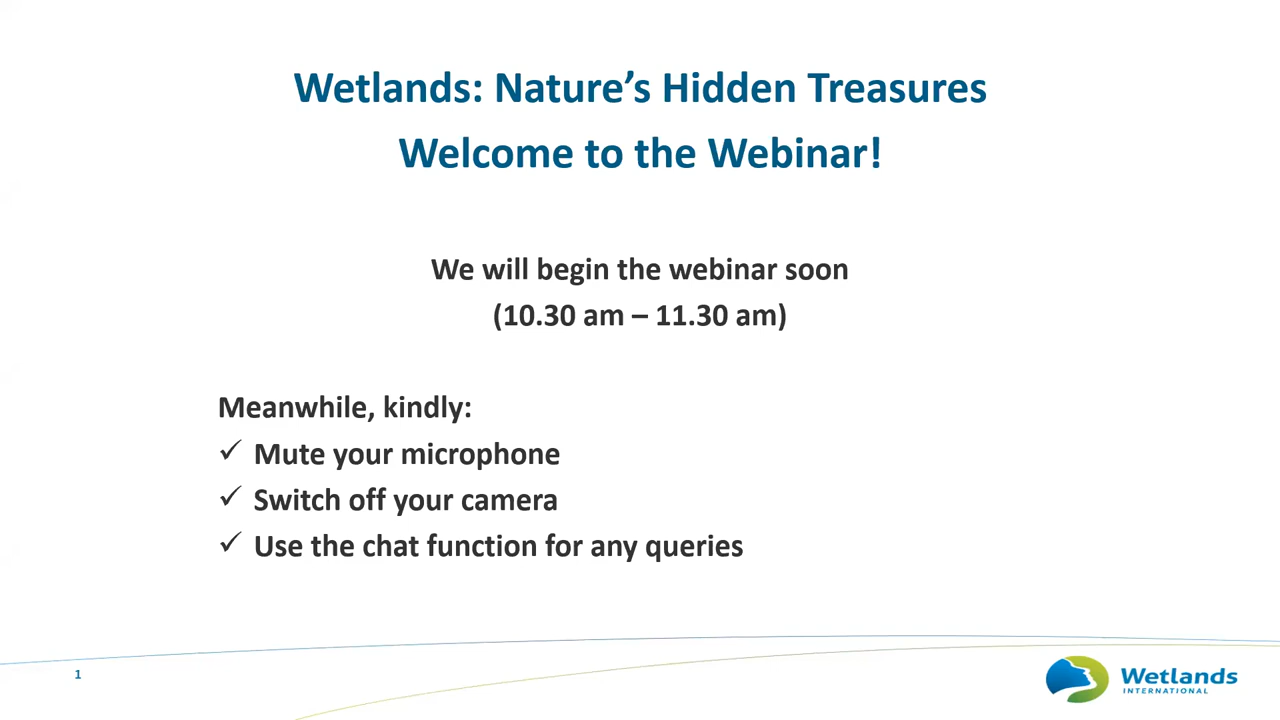 Wetlands: Nature’s Hidden Treasures
Welcome to the Webinar!
We will begin the webinar soon
(10.30 am – 11.30 am)
Meanwhile, kindly:
✓ Mute your microphone
✓ Switch off your camera
✓ Use the chat function for any queries
1
Wetlands
INTERNATIONAL